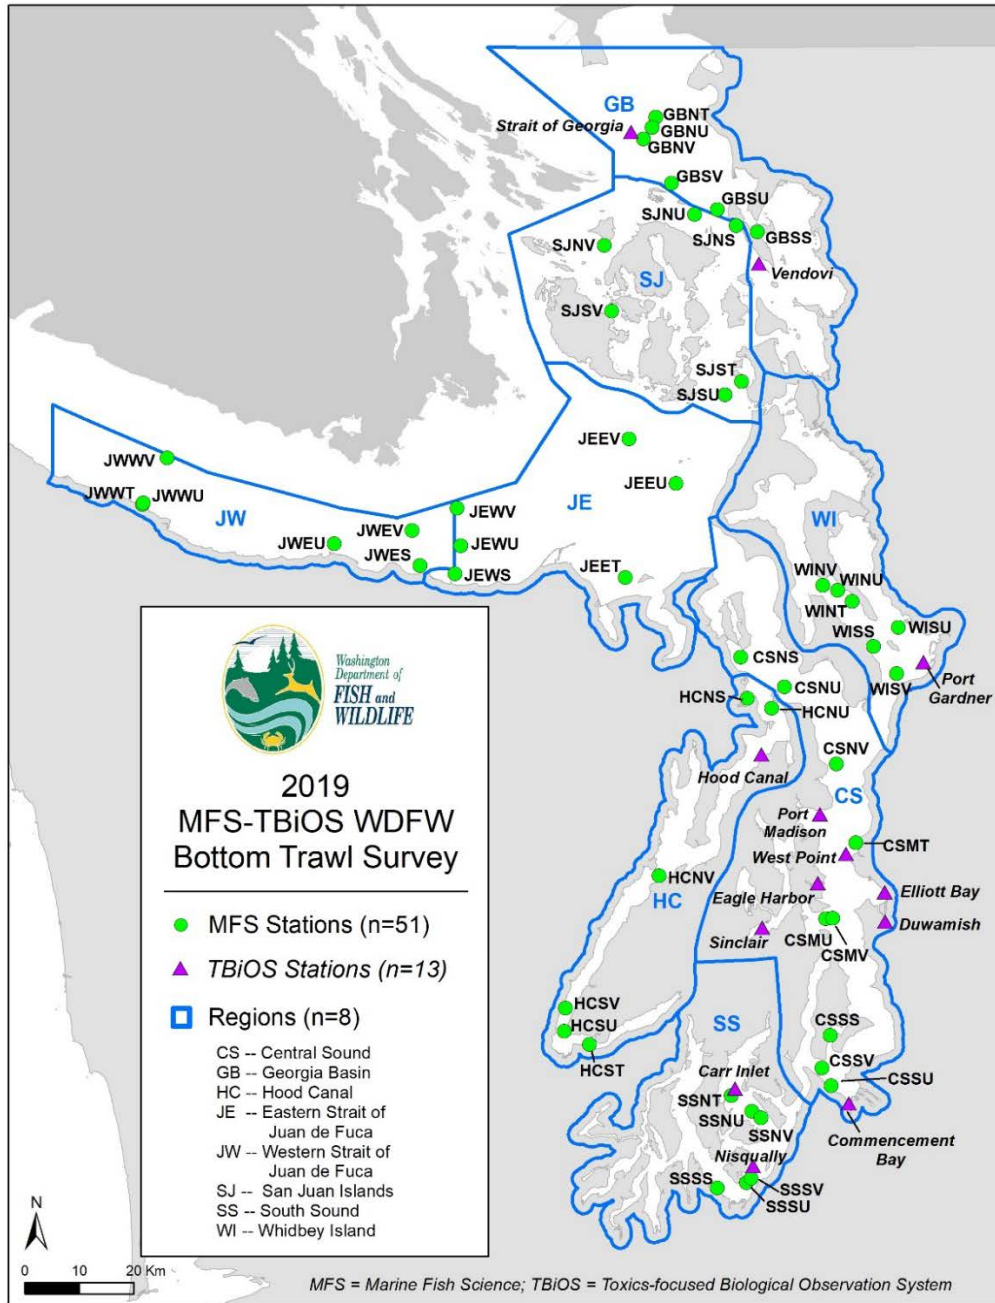 GB
GBNT
Strait of Georgia
GBNU
GBNV
GBSV
GBSU
SJNU
SJNS
GBSS
SJNV
Vendovi
SJ
SJSV
SJST
SJSU
JEEV
JWWV
JEEU
JWWT
JWWU
JW
JEWV
JE
WI
JWEV
JWEU
JEWU
JWES
JEWS
JEET
WINV
WINU
WINT
WISU
WISS
CSNS
WISV
Port
Gardner
CSNU
HCNS
HCNU
CSNV
Hood Canal
CS
Port
Madison
CSMT
West Point
HCNV
Eagle Harbor
Elliott Bay
HC
Duwamish
Sinclair
CSMU
CSMV
HCSV
HCSU
HCST
SS
CSSS
CSSV
CSSU
Carr Inlet
SSNT
SSNU
SSNV
Commencement
Bay
Nisqually
SSSS
SSSV
SSSU
Washington
Department of
FISH and
WILDLIFE
2019
MFS-TBiOS WDFW
Bottom Trawl Survey
MFS Stations (n=51)
TBiOS Stations (n=13)
Regions (n=8)
CS -- Central Sound
GB -- Georgia Basin
HC -- Hood Canal
JE -- Eastern Strait of
Juan de Fuca
JW -- Western Strait of
Juan de Fuca
SJ -- San Juan Islands
SS -- South Sound
WI -- Whidbey Island
N
0 10 20 Km
MFS = Marine Fish Science; TBiOS = Toxics-focused Biological Observation System